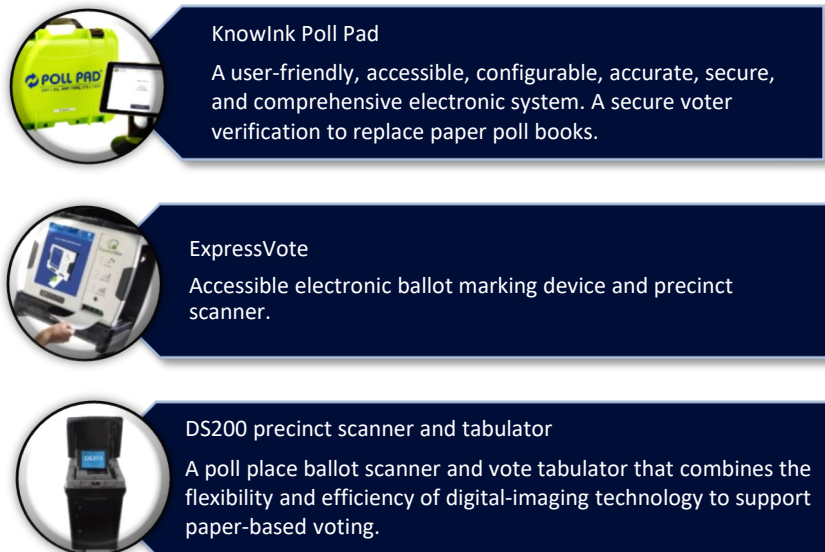 KnowInk Poll Pad
A user-friendly, accessible, configurable, accurate, secure,
and comprehensive electronic system. A secure voter
verification to replace paper poll books.
POLL PAD
ExpressVote
Accessible electronic ballot marking device and precinct
scanner.
DS200 precinct scanner and tabulator
A poll place ballot scanner and vote tabulator that combines the
flexibility and efficiency of digital-imaging technology to support
paper-based voting.
DS200